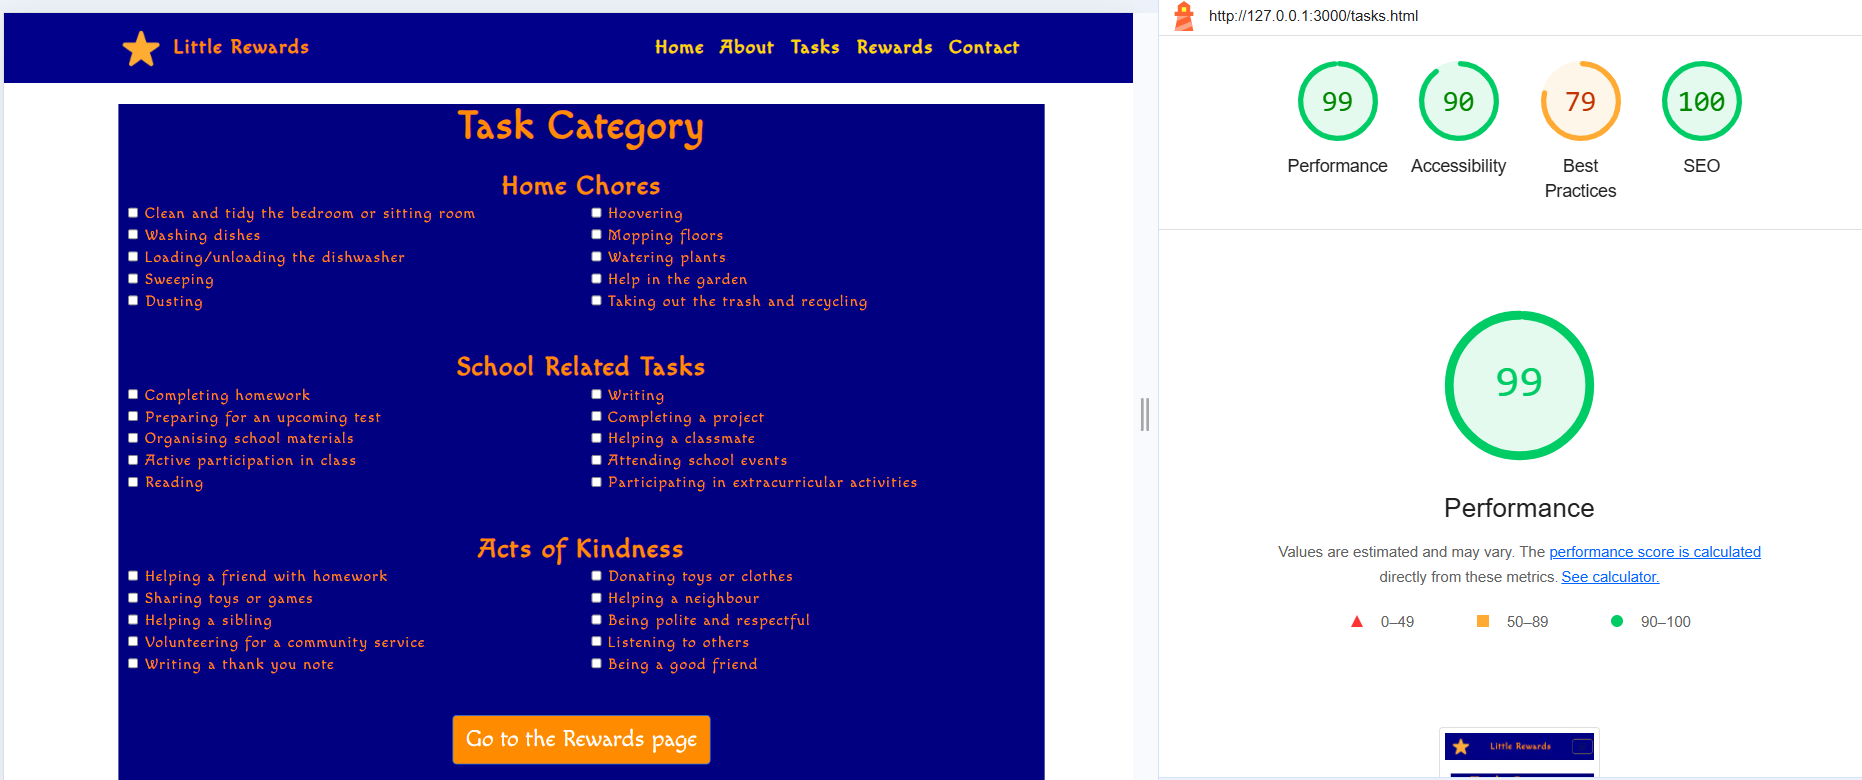 Little Rewards
Home About Tasks Rewards Contact
Task Category
Home Chores
Clean and tidy the bedroom or sitting room
Washing dishes
Loading/unloading the dishwasher
Sweeping
Dusting
Hoovering
Mopping floors
Watering plants
Help in the garden
Taking out the trash and recycling
School Related Tasks
Completing homework
Preparing for an upcoming test
Organising school materials
Active participation in class
Reading
Writing
Completing a project
Helping a classmate
Attending school events
Participating in extracurricular activities
Acts of Kindness
Helping a friend with homework
Sharing toys or games
Helping a sibling
Volunteering for a community service
Writing a thank you note
Donating toys or clothes
Helping a neighbour
Being polite and respectful
Listening to others
Being a good friend
Go to the Rewards page
http://127.0.0.1:3000/tasks.html
99
Performance
90
Accessibility
79
Best
Practices
100
SEO
99
Performance
Values are estimated and may vary. The performance score is calculated
directly from these metrics. See calculator.
0–49
50–89
90–100
Little Rewards